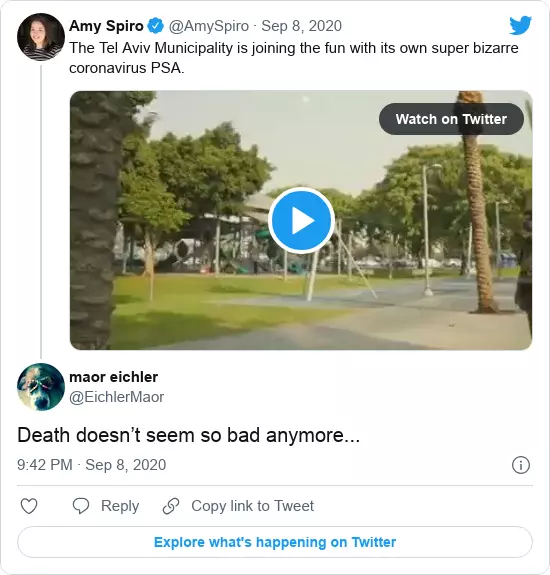 Amy Spiro @AmySpiro · Sep 8, 2020
The Tel Aviv Municipality is joining the fun with its own super bizarre
coronavirus PSA.
Watch on Twitter
maor eichler
@EichlerMaor
Death doesn’t seem so bad anymore...
9:42 PM · Sep 8, 2020
Reply
Copy link to Tweet
Explore what's happening on Twitter